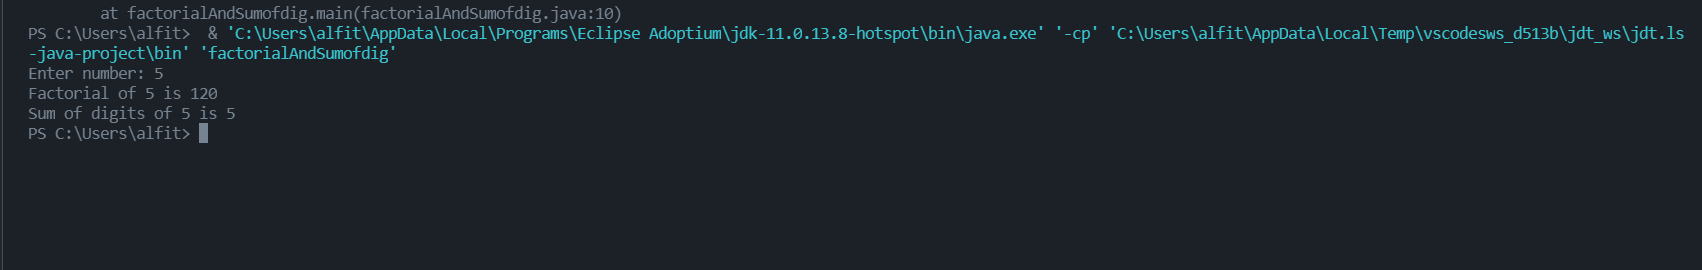 at factorialAndSumofdig.main(factorialAndSumofdig.java:10)
PS C:\Users\alfit>  & 'C:\Users\alfit\AppData\Local\Programs\Eclipse Adoptium\jdk-11.0.13.8-hotspot\bin\java.exe' '-cp' 'C:\Users\alfit\AppData\Local\Temp\vscodesws_d513b\jdt_ws\jdt.ls
-java-project\bin' 'factorialAndSumofdig'
Enter number: 5
Factorial of 5 is 120
Sum of digits of 5 is 5
PS C:\Users\alfit>